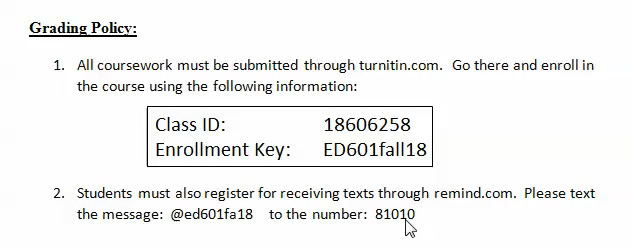 Grading Policy:
1. All coursework must be submitted through turnitin.com. Go there and enroll in
the course using the following information:
Class ID: 18606258
Enrollment Key: ED601fall18
2. Students must also register for receiving texts through remind.com. Please text
the message: @ed601fa18 to the number: 81010